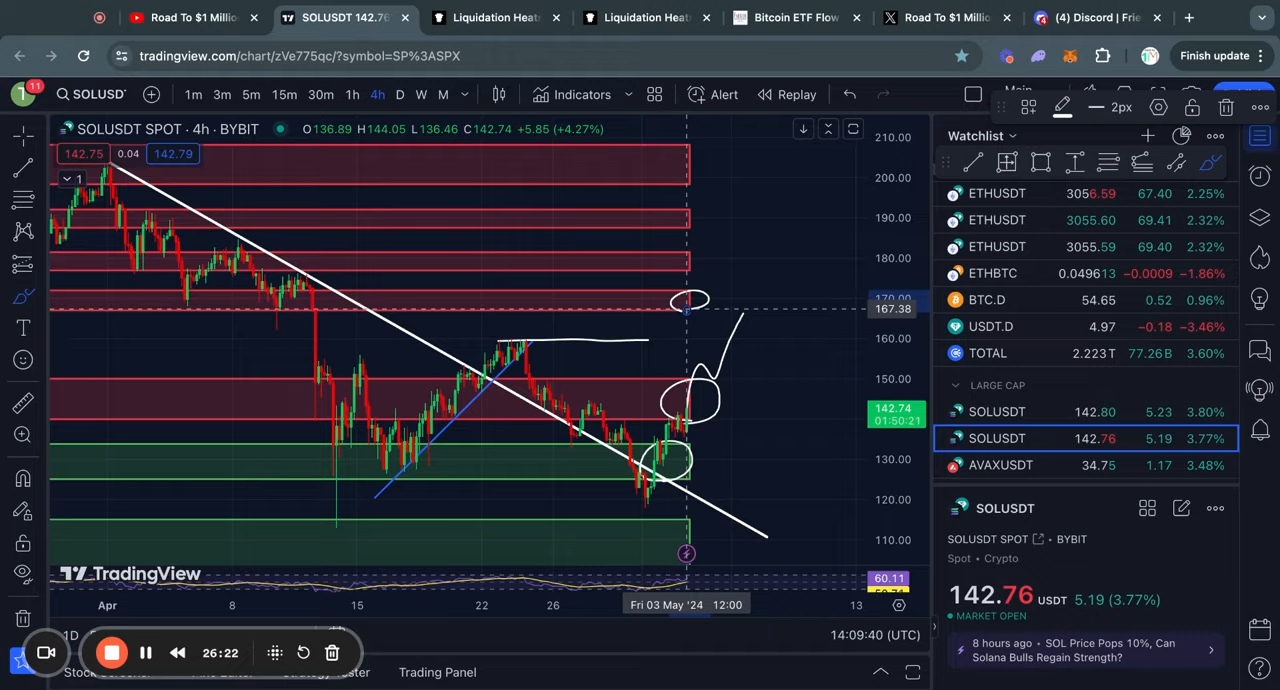 Road To $1 Millio
SOLUSDT 142.76
Liquidation Heat
Liquidation Heat
Bitcoin ETF Flow
Road To $1 Millio
(4) Discord | Frie
tradingview.com/chart/zVe775qc/?symbol=SP%3ASPX
Finish update
11
SOLUSD
1m 3m 5m 15m 30m 1h 4h D W M
Indicators
Alert
Replay
Main
2px
SOLUSDT SPOT · 4h · BYBIT
O136.89 H144.05 L136.46 C142.74 +5.85 (+4.27%)
142.75 0.04 142.79
1
210.00
200.00
190.00
180.00
170.00
167.38
160.00
150.00
142.74
01:50:21
130.00
120.00
110.00
60.11
TradingView
Apr 8 15 22 26 Fri 03 May '24 12:00 13
1D
14:09:40 (UTC)
26:22
Trading Panel
Watchlist
ETHUSDT 3056.59 67.40 2.25%
ETHUSDT 3055.60 69.41 2.32%
ETHUSDT 3055.59 69.40 2.32%
ETHBTC 0.049613 −0.0009 −1.86%
BTC.D 54.65 0.52 0.96%
USDT.D 4.97 −0.18 −3.46%
TOTAL 2.223T 77.26B 3.60%
LARGE CAP
SOLUSDT 142.80 5.23 3.80%
SOLUSDT 142.76 5.19 3.77%
AVAXUSDT 34.75 1.17 3.48%
SOLUSDT
SOLUSDT SPOT • BYBIT
Spot • Crypto
142.76 USDT 5.19 (3.77%)
MARKET OPEN
8 hours ago • SOL Price Pops 10%, Can
Solana Bulls Regain Strength?